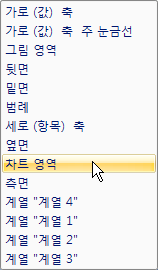 가로 (값)  축
가로 (값)  축  주 눈금선
그림 영역
뒷면
밑면
범례
세로 (항목)  축
옆면
차트 영역
측면
계열 "계열 4"
계열 "계열 1"
계열 "계열 2"
계열 "계열 3"